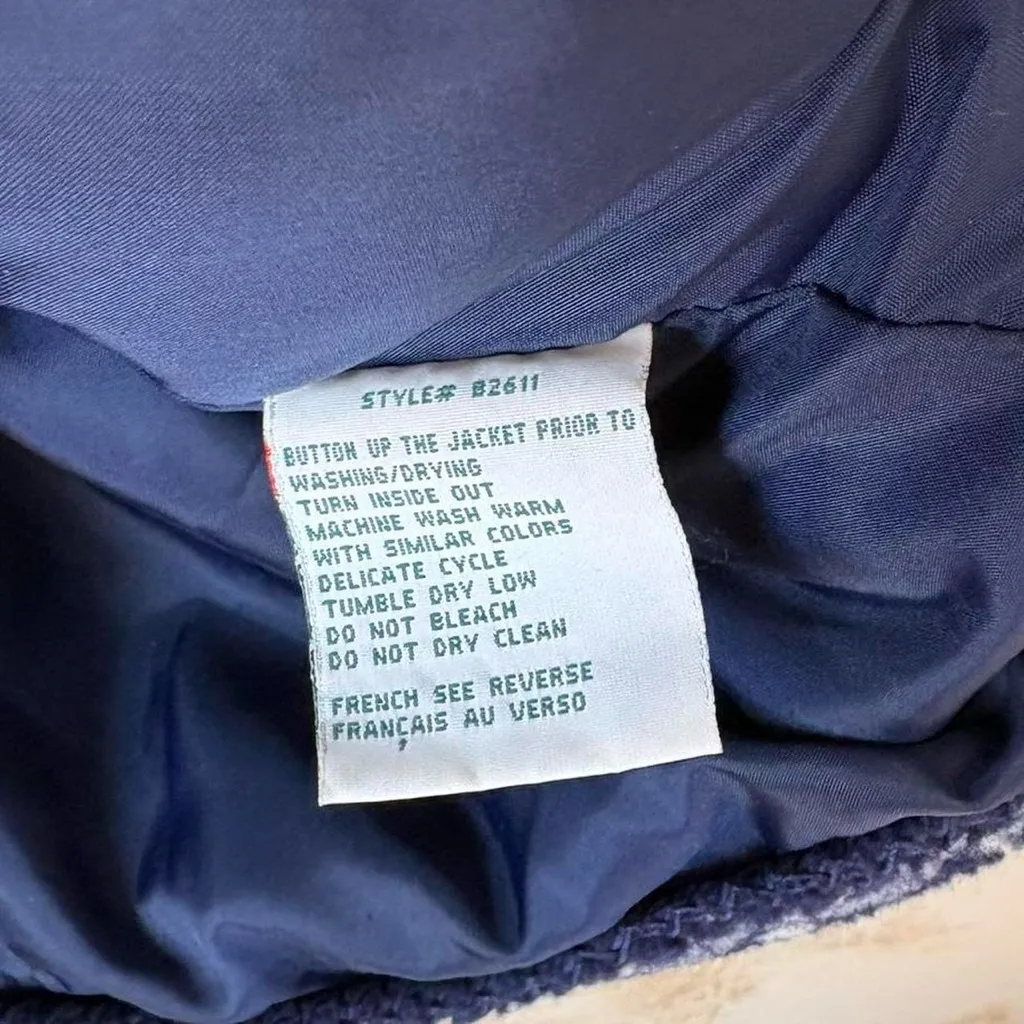 STYLE# B2611
BUTTON UP THE JACKET PRIOR TO
WASHING/DRYING
TURN INSIDE OUT
MACHINE WASH WARM
WITH SIMILAR COLORS
DELICATE CYCLE
TUMBLE DRY LOW
DO NOT BLEACH
DO NOT DRY CLEAN
FRENCH SEE REVERSE
FRANÇAIS AU VERSO